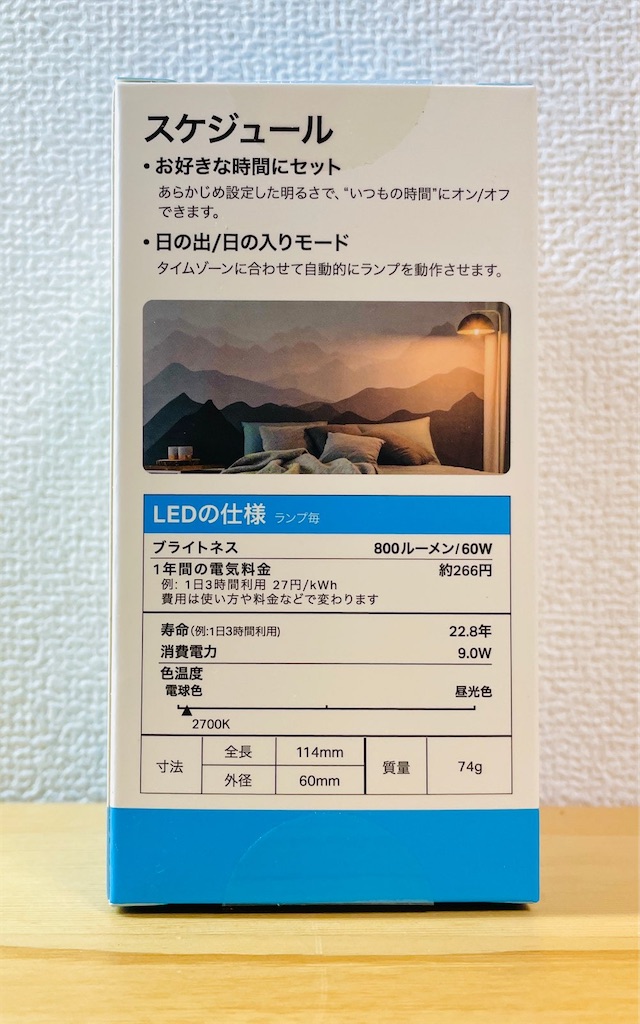 スケジュール
・お好きな時間にセット
あらかじめ設定した明るさで、“いつもの時間”にオン/オフ
できます。
・日の出/日の入りモード
タイムゾーンに合わせて自動的にランプを動作させます。
LEDの仕様 ランプ毎
ブライトネス 800ルーメン/60W
1年間の電気料金 約266円
例: 1日3時間利用 27円/kWh
費用は使い方や料金などで変わります
寿命(例:1日3時間利用) 22.8年
消費電力 9.0W
色温度
電球色 昼光色
2700K
寸法 全長 114mm 質量 74g
外径 60mm